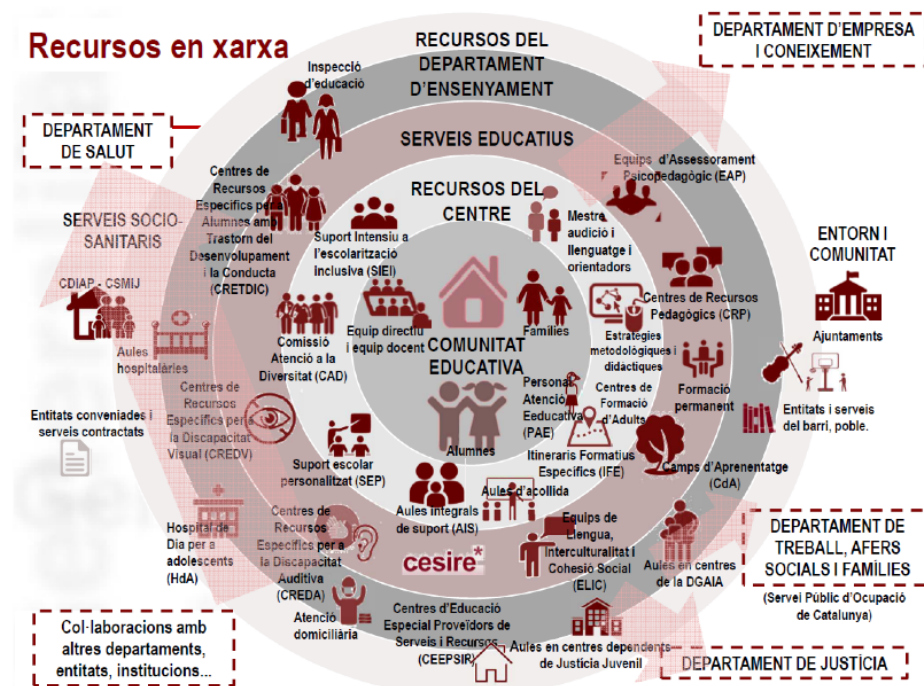 Recursos en xarxa
RECURSOS DEL
DEPARTAMENT
D'ENSENYAMENT
DEPARTAMENT D'EMPRESA
I CONEIXEMENT
Inspecció
d'educació
DEPARTAMENT
DE SALUT
SERVEIS EDUCATIUS
Equips d'Assessorament
Psicopedagògic (EAP)
RECURSOS DEL
CENTRE
Centres de
Recursos
Específics per a
Alumnes amb
Trastorn del
Desenvolupament
i la Conducta
(CRETDIC)
SERVEIS SOCIO-
SANITARIS
Suport Intensiu a
l'escolarització
Inclusiva (SIEI)
Mestre
audició i
llenguatge i
orientadors
ENTORN I
COMUNITAT
CDIAP - CSMIJ
Centres de Recursos
Pedagògics (CRP)
Ajuntaments
Equip directiu
i equip docent
Famílies
Comissió
Atenció a la
Diversitat (CAD)
COMUNITAT
EDUCATIVA
Estratègies
metodològiques i
didàctiques
Aules
hospitalàries
Formació
permanent
Centres de
Recursos
Específics per a
la Discapacitat
Visual (CREDV)
Personal
Atenció
Eeducativa
(PAE)
Centres de
Formació
d'Adults
Entitats conveniades i
serveis contractats
Entitats i serveis
del barri, poble.
Alumnes
Itineraris Formatius
Específics (IFE)
Suport escolar
personalitzat (SEP)
Camps d'Aprenentatge
(CdA)
Aules d'acollida
Aules integrals
de suport (AIS)
Hospital de
Dia per a
adolescents
(HdA)
Centres de
Recursos
Específics per a
la Discapacitat
Auditiva
(CREDA)
Equips de
Llengua,
Interculturalitat i
Cohesió Social
(ELIC)
DEPARTAMENT DE
TREBALL, AFERS
SOCIALS I FAMÍLIES
cesire*
Aules en centres
de la DGAIA
(Servei Públic d'Ocupació
de Catalunya)
Atenció
domiciliària
Centres d'Educació
Especial Proveïdors de
Serveis i Recursos
(CEEPSIR)
Col·laboracions amb
altres departaments,
entitats, institucions...
Aules en centres dependents
de Justícia Juvenil
DEPARTAMENT DE JUSTÍCIA